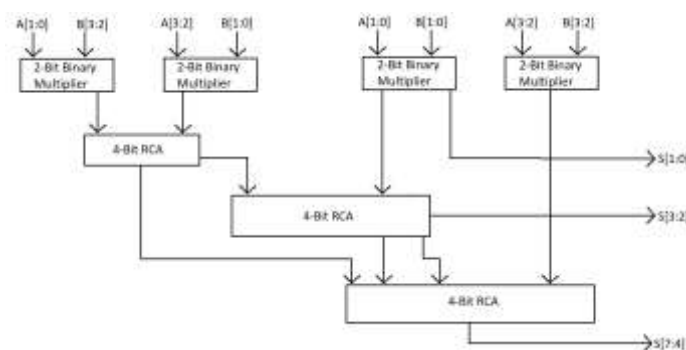 A[1:0] B[3:2] A[3:2] B[1:0] A[1:0] B[1:0] A[3:2] B[3:2]
2-Bit Binary Multiplier
2-Bit Binary Multiplier
2-Bit Binary Multiplier
2-Bit Binary Multiplier
4-Bit RCA
S[1:0
4-Bit RCA
S[3:2]
4-Bit RCA
S[7:4]